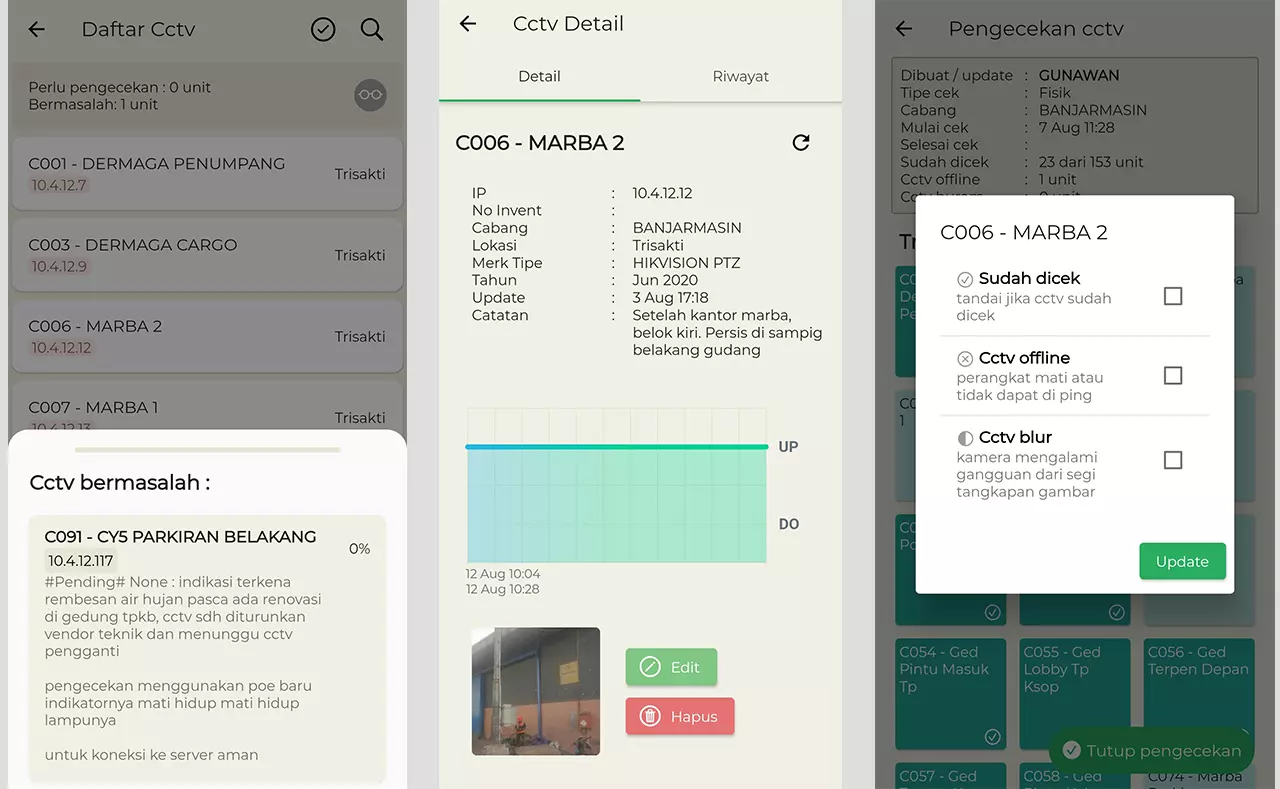 Daftar Cctv
Perlu pengecekan : 0 unit
Bermasalah: 1 unit
C001 - DERMAGA PENUMPANG
10.4.12.7
Trisakti
C003 - DERMAGA CARGO
10.4.12.9
Trisakti
C006 - MARBA 2
10.4.12.12
Trisakti
C007 - MARBA 1
10.4.12.13
Trisakti
Cctv bermasalah :
C091 - CY5 PARKIRAN BELAKANG
10.4.12.117
0%
#Pending# None : indikasi terkena
rembesan air hujan pasca ada renovasi
di gedung tpkb, cctv sdh diturunkan
vendor teknik dan menunggu cctv
pengganti
pengecekan menggunakan poe baru
indikatornya mati hidup mati hidup
lampunya
untuk koneksi ke server aman
Cctv Detail
Detail
Riwayat
C006 - MARBA 2
IP : 10.4.12.12
No Invent :
Cabang : BANJARMASIN
Lokasi : Trisakti
Merk Tipe : HIKVISION PTZ
Tahun : Jun 2020
Update : 3 Aug 17:18
Catatan : Setelah kantor marba,
belok kiri. Persis di sampig
belakang gudang
UP
DO
12 Aug 10:04
12 Aug 10:28
Edit
Hapus
Pengecekan cctv
Dibuat / update : GUNAWAN
Tipe cek : Fisik
Cabang : BANJARMASIN
Mulai cek : 7 Aug 11:28
Selesai cek :
Sudah dicek : 23 dari 153 unit
Cctv offline : 1 unit
C006 - MARBA 2
Sudah dicek
tandai jika cctv sudah
dicek
Cctv offline
perangkat mati atau
tidak dapat di ping
Cctv blur
kamera mengalami
gangguan dari segi
tangkapan gambar
Update
C054 - Ged
Pintu Masuk
Tp
C055 - Ged
Lobby Tp
Ksop
C056 - Ged
Terpen Depan
Tutup pengecekan
C057 - Ged
C058 - Ged
C074 - Marba